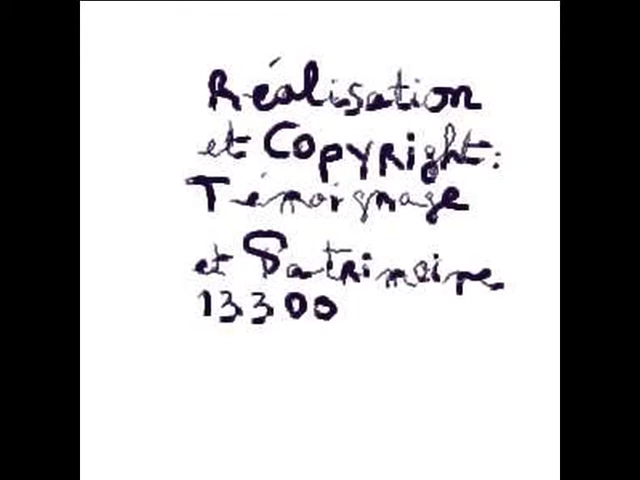 Réalisation
et Copyright:
Témoignage
et Patrimoine
13300